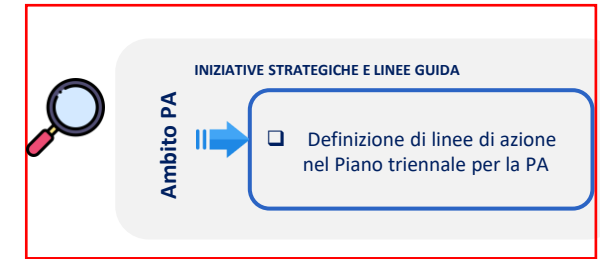 INIZIATIVE STRATEGICHE E LINEE GUIDA
Ambito PA
❑ Definizione di linee di azione
nel Piano triennale per la PA